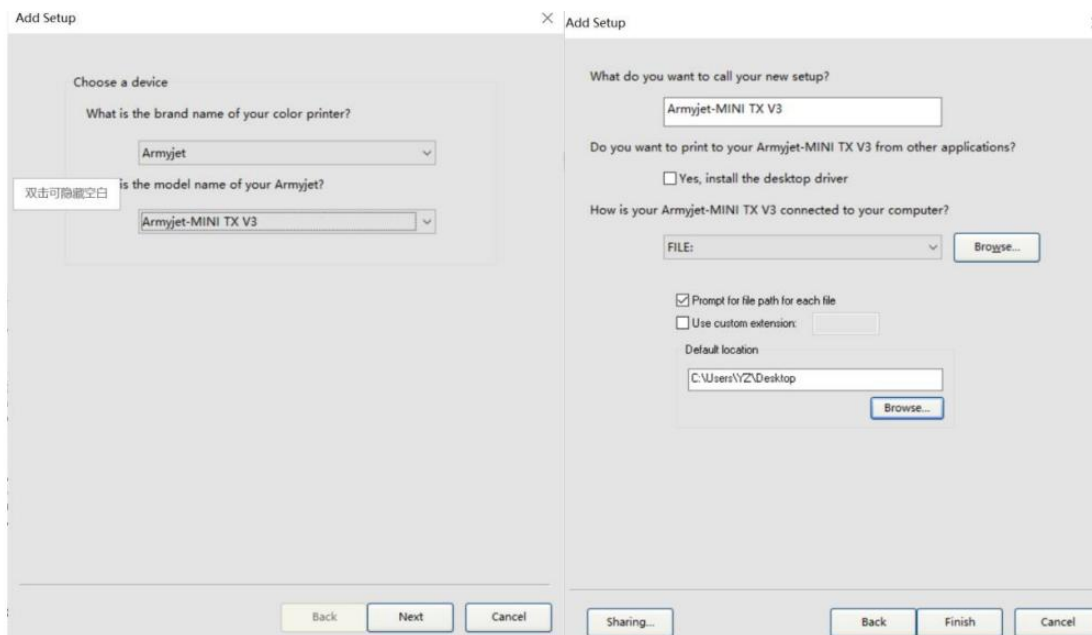 Add Setup
Choose a device
What is the brand name of your color printer?
Armyjet
双击可隐藏空白
is the model name of your Armyjet?
Armyjet-MINI TX V3
Back
Next
Cancel
Add Setup
What do you want to call your new setup?
Armyjet-MINI TX V3
Do you want to print to your Armyjet-MINI TX V3 from other applications?
Yes, install the desktop driver
How is your Armyjet-MINI TX V3 connected to your computer?
FILE:
Browse...
Prompt for file path for each file
Use custom extension:
Default location
C:\Users\YZ\Desktop
Browse...
Sharing...
Back
Finish
Cancel